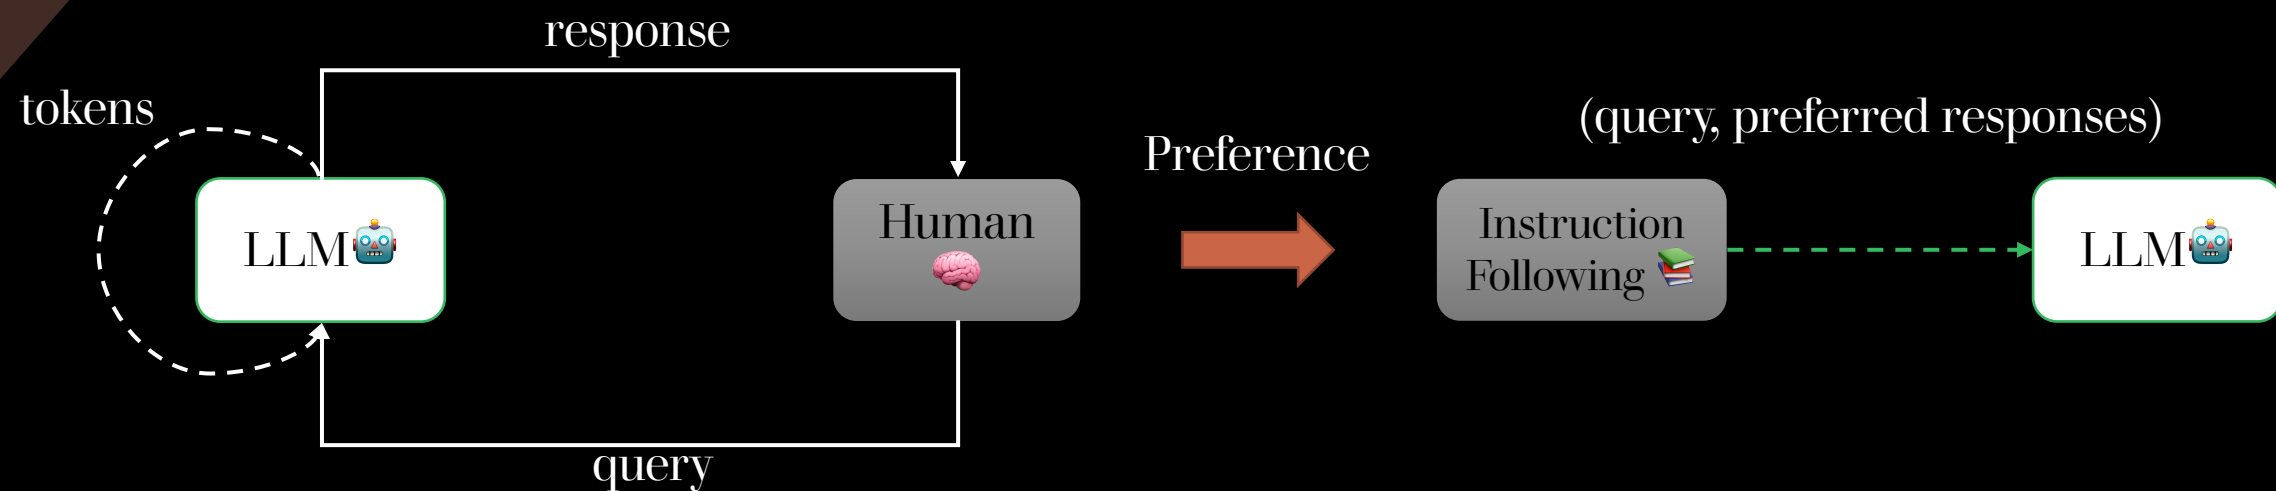 response
tokens
LLM
Human
query
Preference
(query, preferred responses)
Instruction
Following
LLM